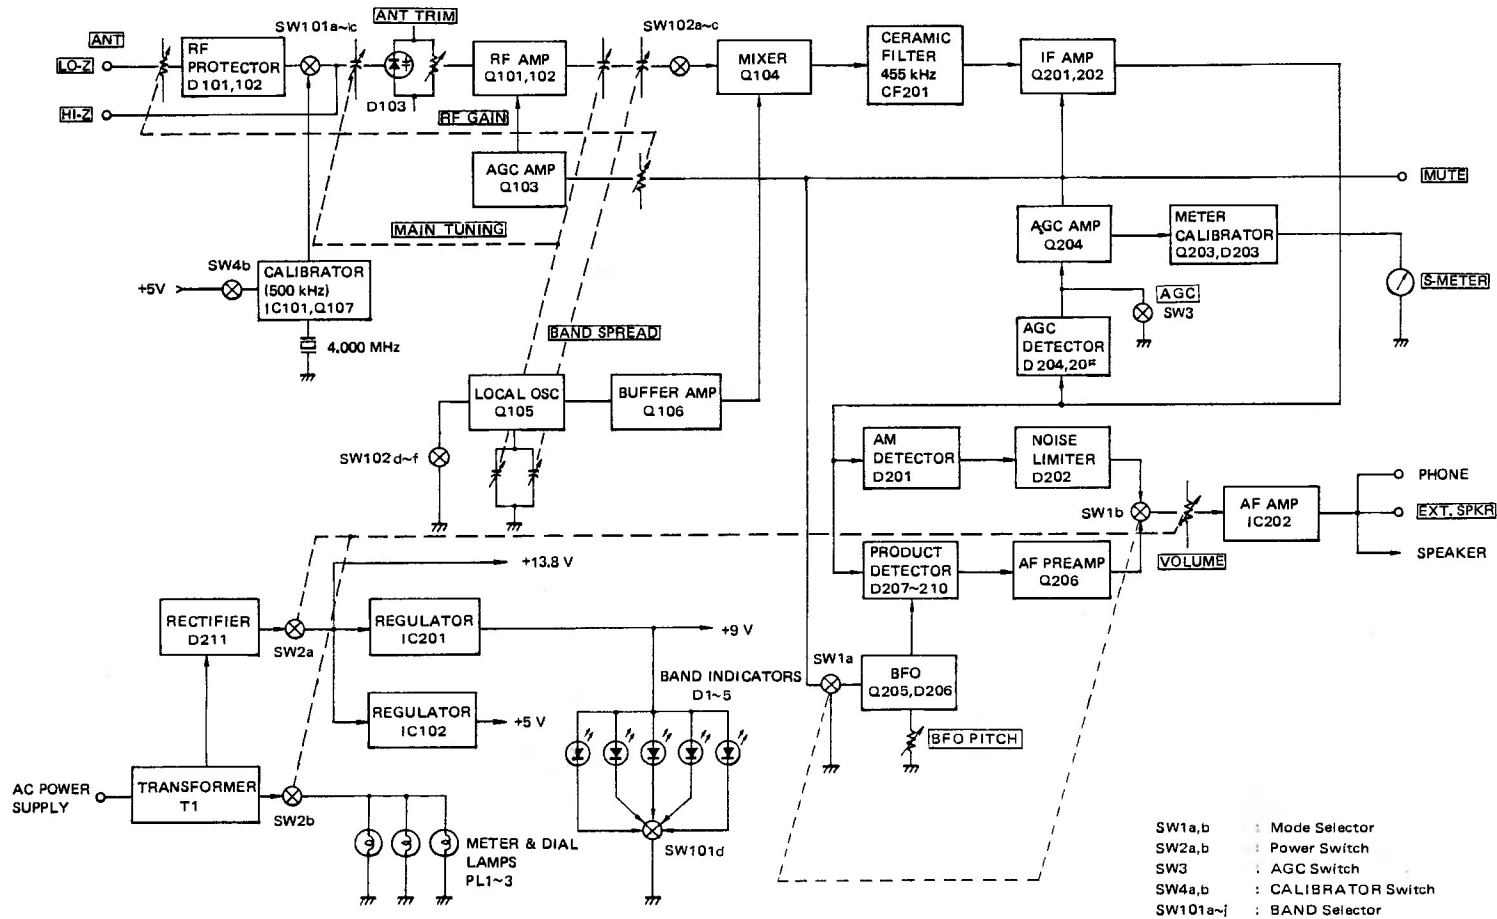 SW101a~ic
ANT TRIM
SW102a~c
ANT
LO-Z
HI-Z
RF
PROTECTOR
D101,102
D103
RF AMP
Q101,102
MIXER
Q104
CERAMIC
FILTER
455 kHz
CF201
IF AMP
Q201,202
RF GAIN
AGC AMP
Q103
MUTE
MAIN TUNING
AGC AMP
Q204
METER
CALIBRATOR
Q203,D203
S-METER
SW4b
+5V
CALIBRATOR
(500 kHz)
IC101,Q107
4.000 MHz
AGC
SW3
AGC
DETECTOR
BAND SPREAD
LOCAL OSC
Q105
BUFFER AMP
Q106
SW102d~f
AM
DETECTOR
D201
NOISE
LIMITER
D202
SW1b
AF AMP
IC202
PHONE
EXT. SPKR
SPEAKER
VOLUME
PRODUCT
DETECTOR
D207~210
AF PREAMP
Q206
+13.8 V
RECTIFIER
D211
SW2a
REGULATOR
IC201
+9 V
REGULATOR
IC102
+5 V
BAND INDICATORS
D1~5
SW1a
BFO
Q205,D206
BFO PITCH
AC POWER
SUPPLY
TRANSFORMER
T1
SW2b
METER & DIAL
LAMPS
PL1~3
SW101d
SW1a,b : Mode Selector
SW2a,b : Power Switch
SW3 : AGC Switch
SW4a,b : CALIBRATOR Switch
SW101a~j : BAND Selector